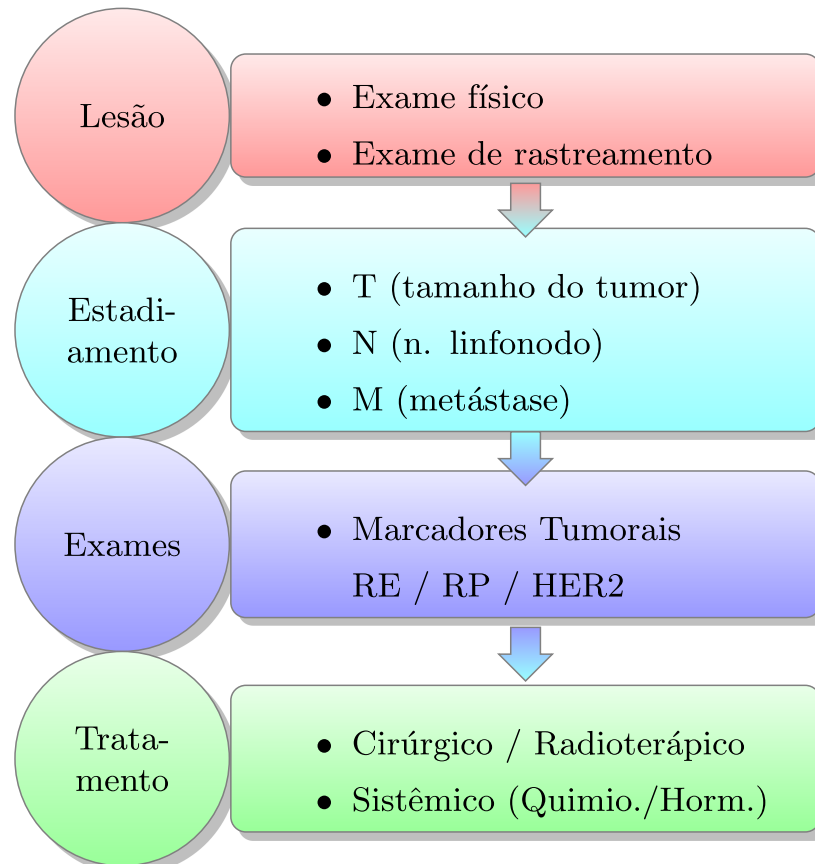 Lesão
• Exame físico
• Exame de rastreamento
Estadi-
amento
• T (tamanho do tumor)
• N (n. linfonodo)
• M (metástase)
Exames
• Marcadores Tumorais
RE / RP / HER2
Trata-
mento
• Cirúrgico / Radioterápico
• Sistêmico (Quimio./Horm.)